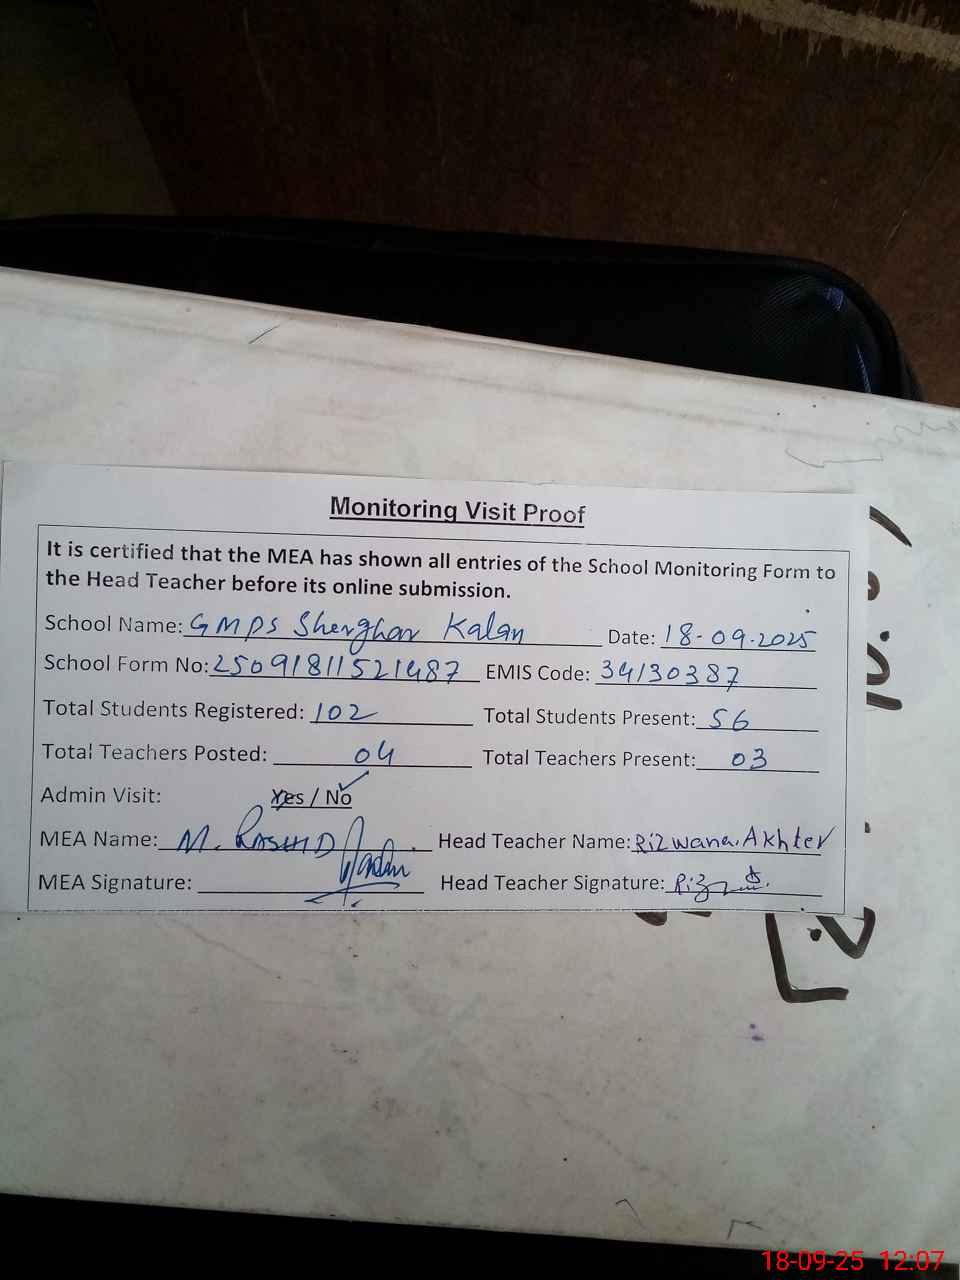 Monitoring Visit Proof
It is certified that the MEA has shown all entries of the School Monitoring Form to
the Head Teacher before its online submission.
School Name: GMPS Sherghar Kalan Date: 18-09-2025
School Form No: 25091811521487 EMIS Code: 34130387
Total Students Registered: 102 Total Students Present: 56
Total Teachers Posted: 04 Total Teachers Present: 03
Admin Visit: Yes / No
MEA Name: M. RASHID Head Teacher Name: Rizwana Akhter
MEA Signature: Head Teacher Signature:
18-09-25 12:07